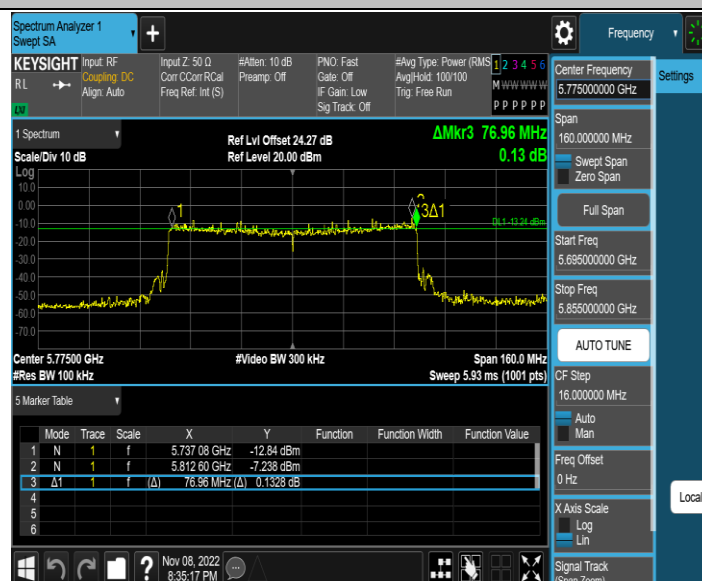 Spectrum Analyzer 1
Swept SA
Frequency
KEYSIGHT
RL
LXI
Input: RF
Coupling: DC
Align: Auto
Input Z: 50 Ω
Corr CCorr RCal
Freq Ref: Int (S)
#Atten: 10 dB
Preamp: Off
PNO: Fast
Gate: Off
IF Gain: Low
Sig Track: Off
#Avg Type: Power (RMS
Avg|Hold: 100/100
Trig: Free Run
1 2 3 4 5 6
M W W W W W
P P P P P P
1 Spectrum
Scale/Div 10 dB
Ref Lvl Offset 24.27 dB
Ref Level 20.00 dBm
ΔMkr3 76.96 MHz
0.13 dB
Log
10.0
0.00
-10.0
-20.0
-30.0
-40.0
-50.0
-60.0
-70.0
1
3Δ1
DL1 -13.24 dBm
Center 5.77500 GHz
#Res BW 100 kHz
#Video BW 300 kHz
Span 160.0 MHz
Sweep 5.93 ms (1001 pts)
5 Marker Table
Mode Trace Scale X Y Function Function Width Function Value
1 N 1 f 5.737 08 GHz -12.84 dBm
2 N 1 f 5.812 60 GHz -7.238 dBm
3 Δ1 1 f (Δ) 76.96 MHz (Δ) 0.1328 dB
4
5
6
Nov 08, 2022
8:35:17 PM
Center Frequency
5.775000000 GHz
Span
160.000000 MHz
Swept Span
Zero Span
Full Span
Start Freq
5.695000000 GHz
Stop Freq
5.855000000 GHz
AUTO TUNE
CF Step
16.000000 MHz
Auto
Man
Freq Offset
0 Hz
X Axis Scale
Log
Lin
Signal Track
(Span Zoom)
Settings
Local